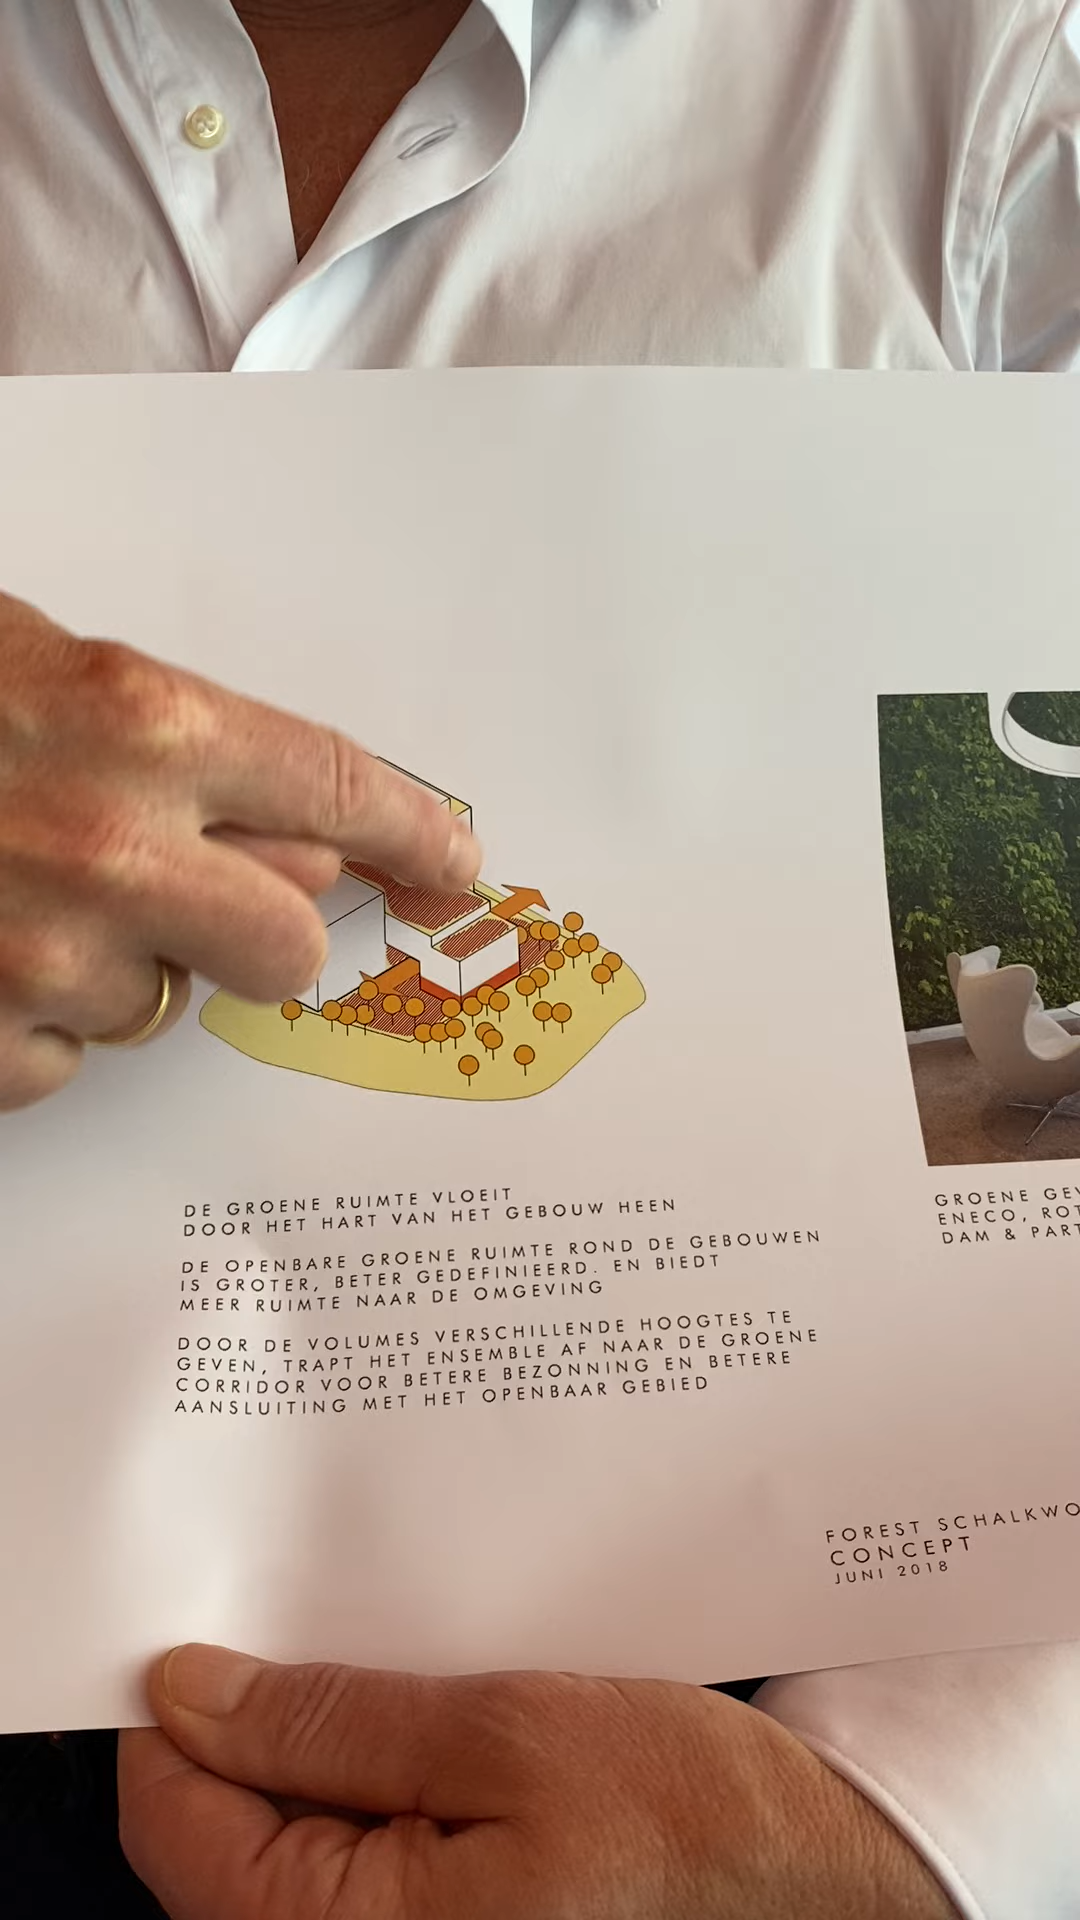 DE GROENE RUIMTE VLOEIT
DOOR HET HART VAN HET GEBOUW HEEN
DE OPENBARE GROENE RUIMTE ROND DE GEBOUWEN
IS GROTER, BETER GEDEFINIEERD. EN BIEDT
MEER RUIMTE NAAR DE OMGEVING
DOOR DE VOLUMES VERSCHILLENDE HOOGTES TE
GEVEN, TRAPT HET ENSEMBLE AF NAAR DE GROENE
CORRIDOR VOOR BETERE BEZONNING EN BETERE
AANSLUITING MET HET OPENBAAR GEBIED
GROENE
ENECO,
DAM &
FOREST
CONCEPT
JUNI 2018